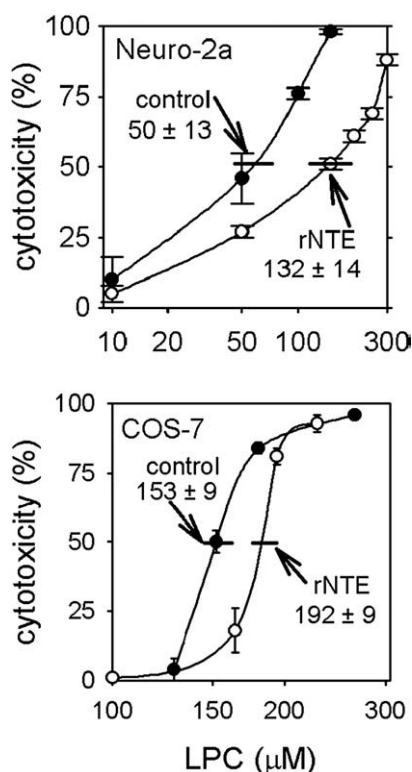 100
Neuro-2a
75
control
50 ± 13
50
25
rNTE
132 ± 14
0
cytotoxicity (%)
10 20 50 100 300
100
COS-7
75
control
153 ± 9
50
25
rNTE
192 ± 9
0
cytotoxicity (%)
100 150 200 300
LPC (μM)